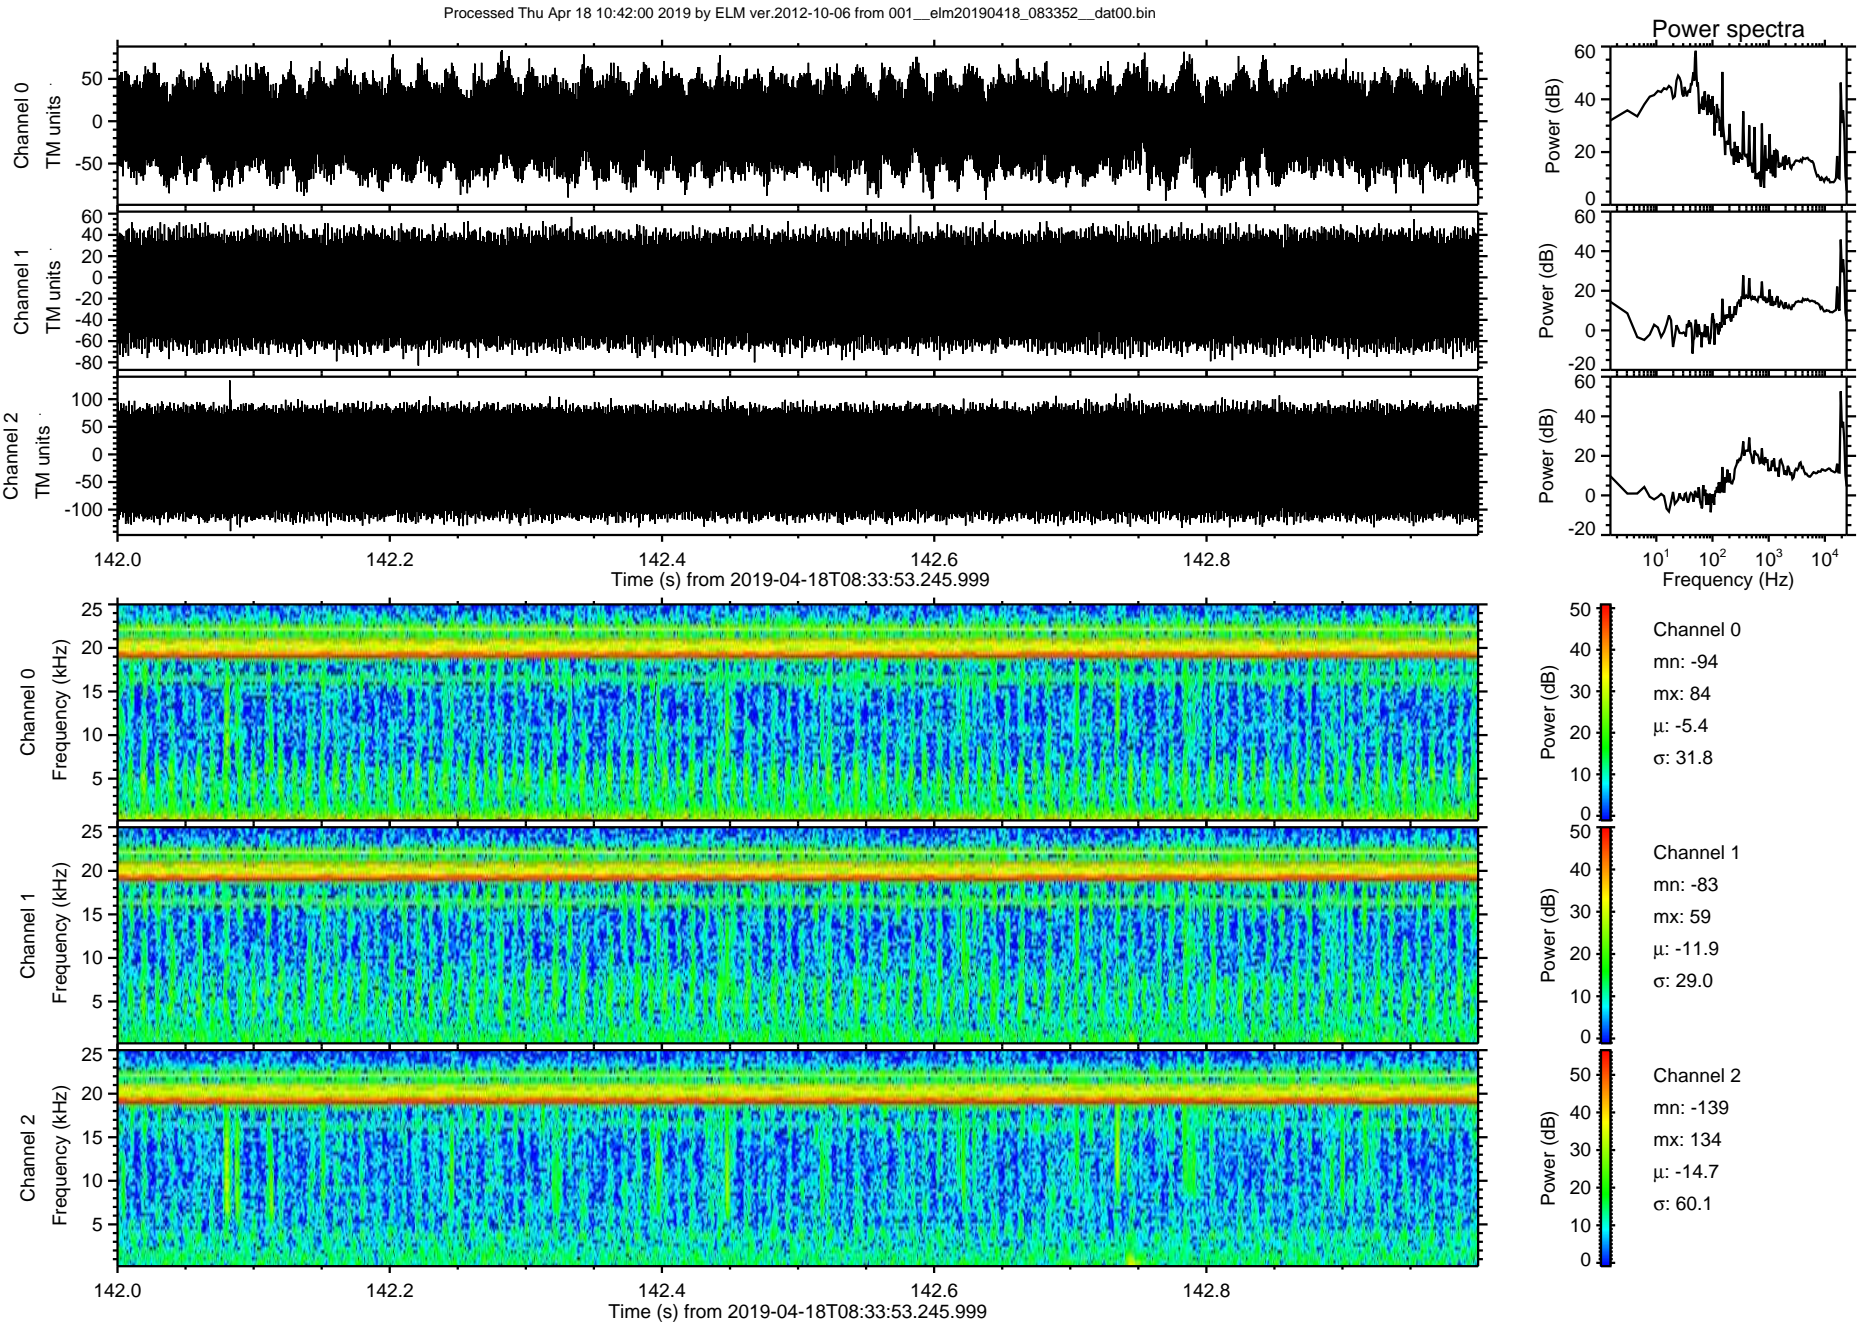 Processed Thu Apr 18 10:42:00 2019 by ELM ver.2012-10-06 from 001__elm20190418_083352__dat00.bin
Power spectra
Channel 0
TM units
50
0
-50
Power (dB)
60
40
20
0
Channel 1
TM units
60
40
20
0
-20
-40
-60
-80
Power (dB)
60
40
20
0
-20
Channel 2
TM units
100
50
0
-50
-100
Power (dB)
60
40
20
0
-20
142.0 142.2 142.4 142.6 142.8
Time (s) from 2019-04-18T08:33:53.245.999
10^1 10^2 10^3 10^4
Frequency (Hz)
Channel 0
Frequency (kHz)
25
20
15
10
5
Power (dB)
50
40
30
20
10
0
Channel 0
mn: -94
mx: 84
μ: -5.4
σ: 31.8
Channel 1
Frequency (kHz)
25
20
15
10
5
Power (dB)
50
40
30
20
10
0
Channel 1
mn: -83
mx: 59
μ: -11.9
σ: 29.0
Channel 2
Frequency (kHz)
25
20
15
10
5
Power (dB)
50
40
30
20
10
0
Channel 2
mn: -139
mx: 134
μ: -14.7
σ: 60.1
142.0 142.2 142.4 142.6 142.8
Time (s) from 2019-04-18T08:33:53.245.999